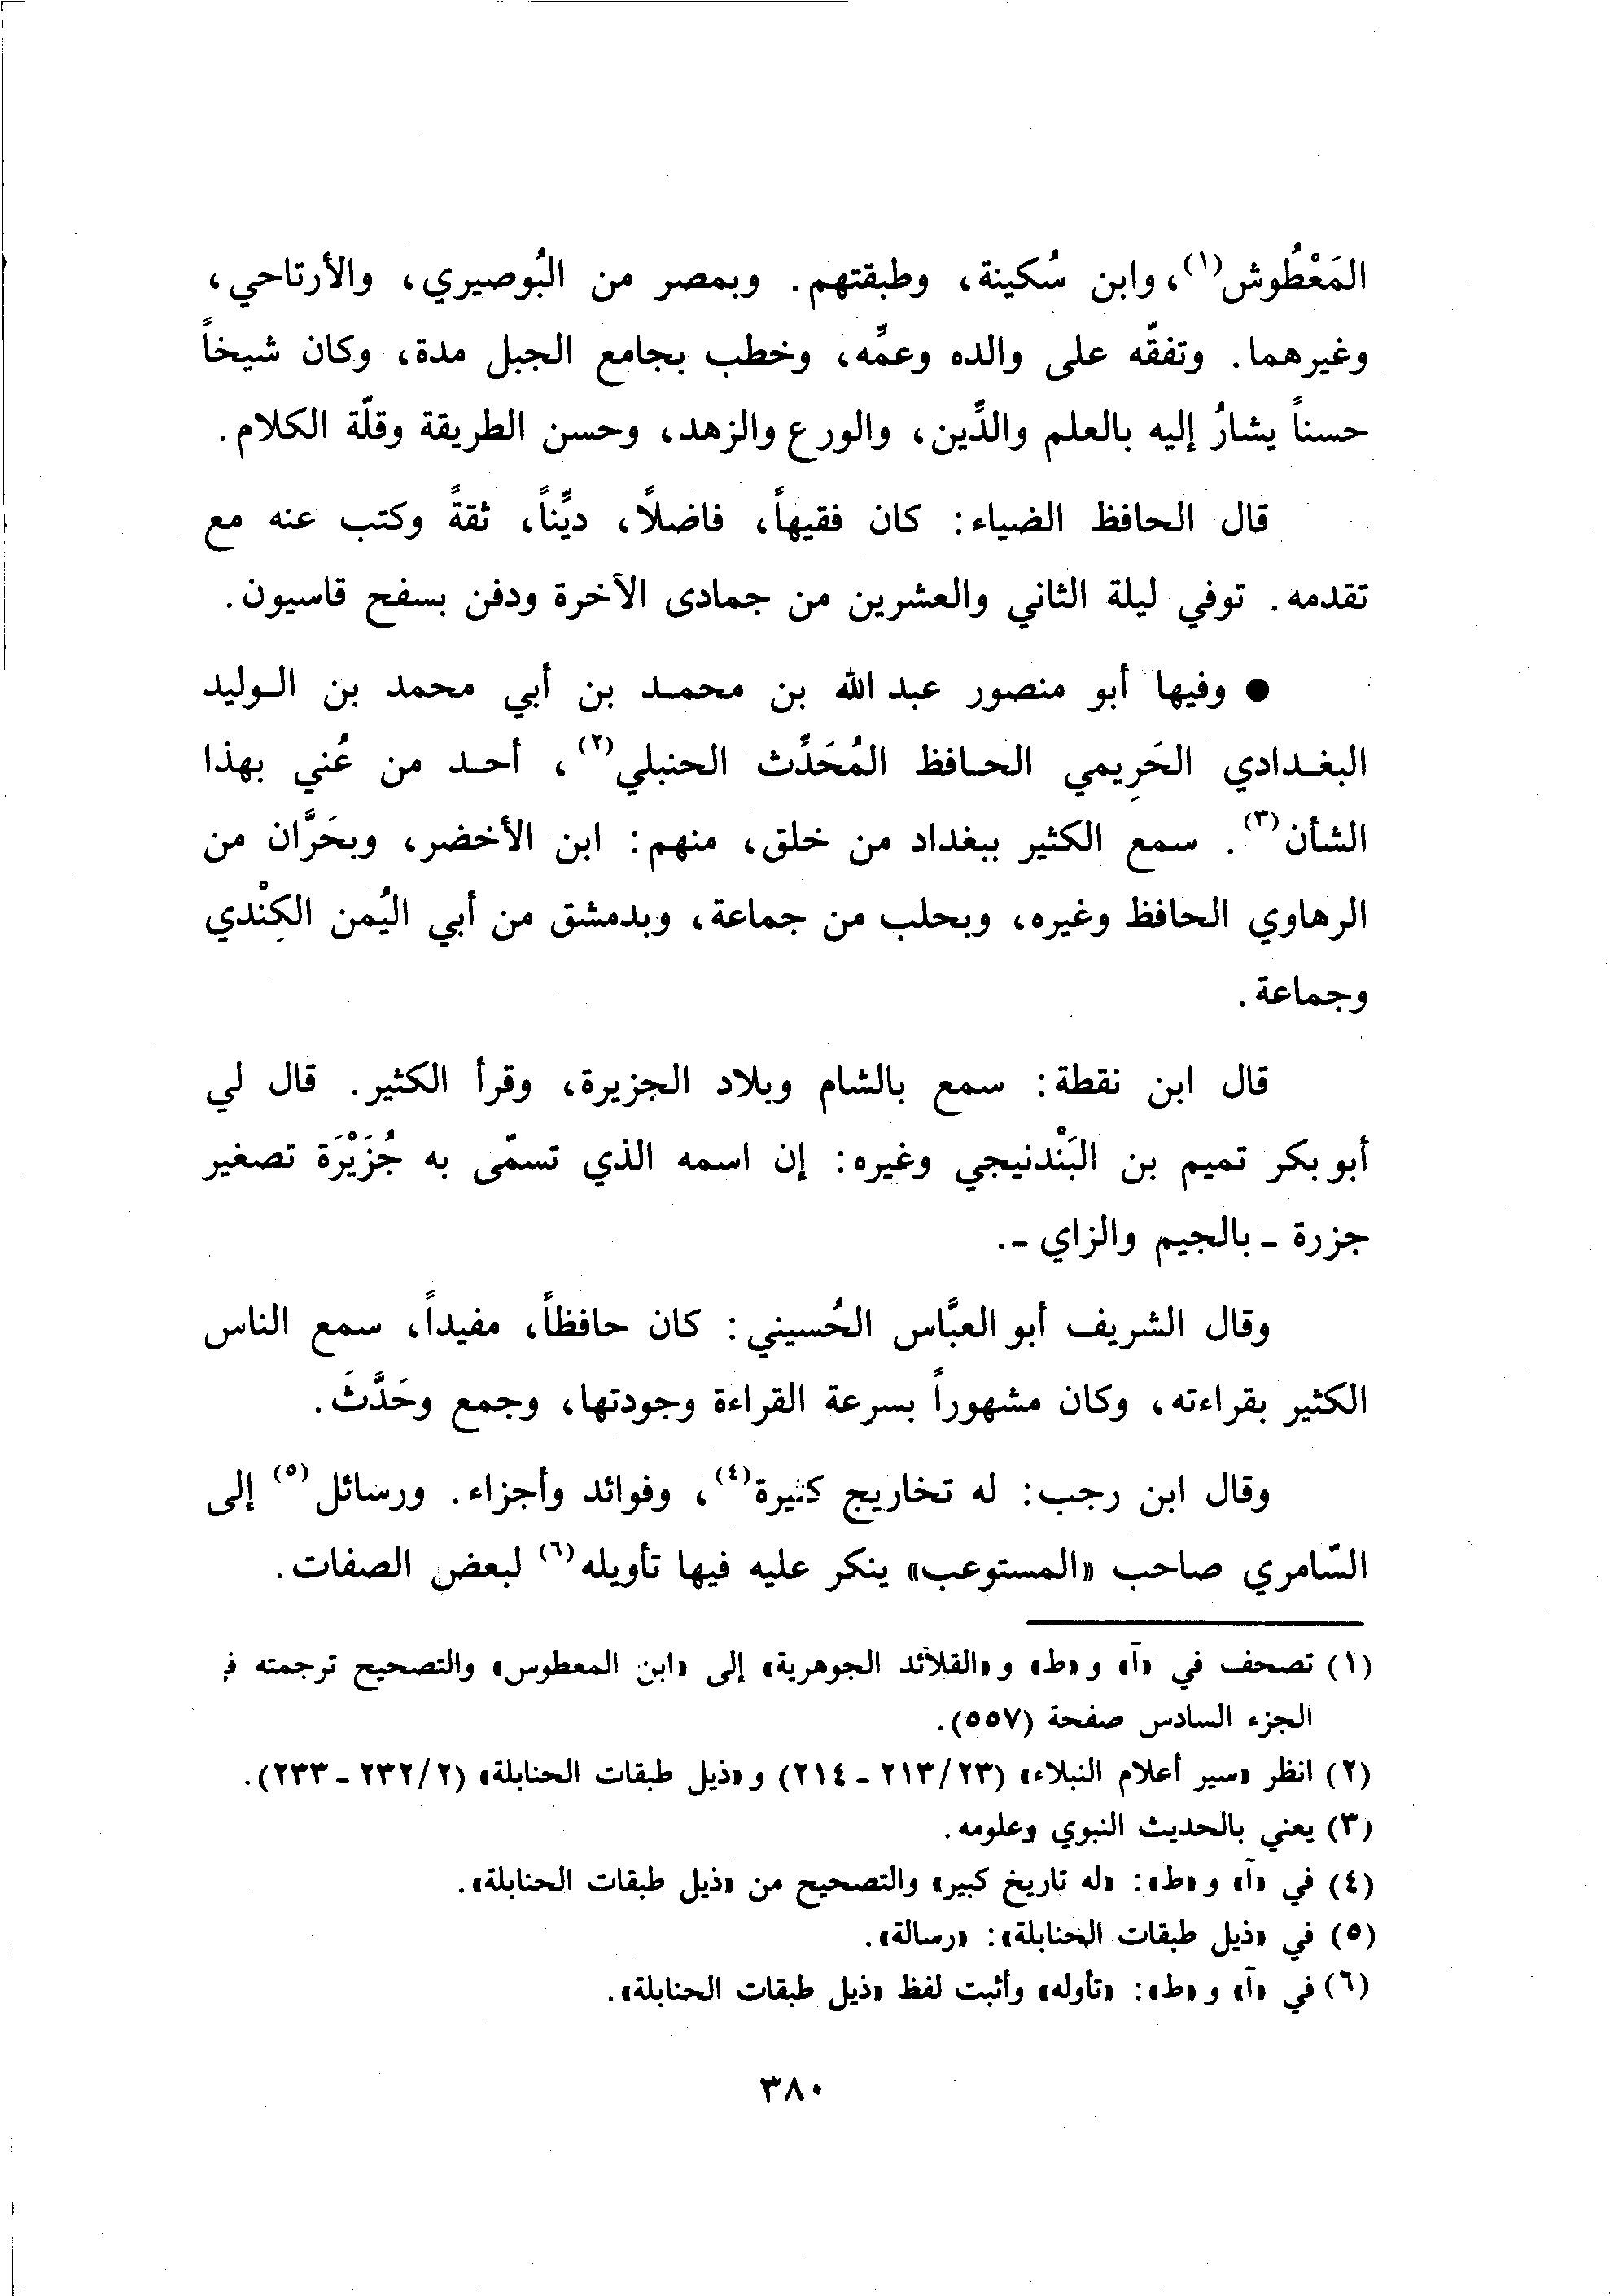 المَعْطُوش(١)، وابن سُكينة، وطبقتهم. وبمصر من البُوصيري، والأرتاحي،
وغيرهما. وتفقّه على والده وعمِّه، وخطب بجامع الجبل مدة، وكان شيخاً
حسناً يشارُ إليه بالعلم والدِّين، والورع والزهد، وحسن الطريقة وقلّة الكلام.
قال الحافظ الضياء: كان فقيهاً، فاضلًا، ديِّناً، ثقةً وكتب عنه مع
تقدمه. توفي ليلة الثاني والعشرين من جمادى الآخرة ودفن بسفح قاسيون.
● وفيها أبو منصور عبد الله بن محمد بن أبي محمد بن الوليد
البغدادي الحَرِيمي الحافظ المُحَدِّث الحنبلي(٢)، أحد من عُني بهذا
الشأن(٣). سمع الكثير ببغداد من خلق، منهم: ابن الأخضر، وبحَرَّان من
الرهاوي الحافظ وغيره، وبحلب من جماعة، وبدمشق من أبي اليُمن الكِنْدي
وجماعة.
قال ابن نقطة: سمع بالشام وبلاد الجزيرة، وقرأ الكثير. قال لي
أبو بكر تميم بن البَنْدنيجي وغيره: إن اسمه الذي تسمّى به جُزَيْرَة تصغير
جزرة ـ بالجيم والزاي ـ.
وقال الشريف أبو العبَّاس الحُسيني: كان حافظاً، مفيداً، سمع الناس
الكثير بقراءته، وكان مشهوراً بسرعة القراءة وجودتها، وجمع وحَدَّثَ.
وقال ابن رجب: له تخاريج كثيرة(٤)، وفوائد وأجزاء. ورسائل(٥) إلى
السّامري صاحب «المستوعب» ينكر عليه فيها تأويله(٦) لبعض الصفات.
(١) تصحف في «آ» و «ط» و «القلائد الجوهرية» إلى «ابن المعطوس» والتصحيح ترجمته
الجزء السادس صفحة (٥٥٧).
(٢) انظر «سير أعلام النبلاء» (٢٣/ ٢١٣ ـ ٢١٤) و «ذيل طبقات الحنابلة» (٢/ ٢٣٢ ـ ٢٣٣).
(٣) يعني بالحديث النبوي وعلومه.
(٤) في «آ» و «ط»: «له تاريخ كبير» والتصحيح من «ذيل طبقات الحنابلة».
(٥) في «ذيل طبقات الحنابلة»: «رسالة».
(٦) في «آ» و «ط»: «تأوله» وأثبت لفظ «ذيل طبقات الحنابلة».
٣٨٠